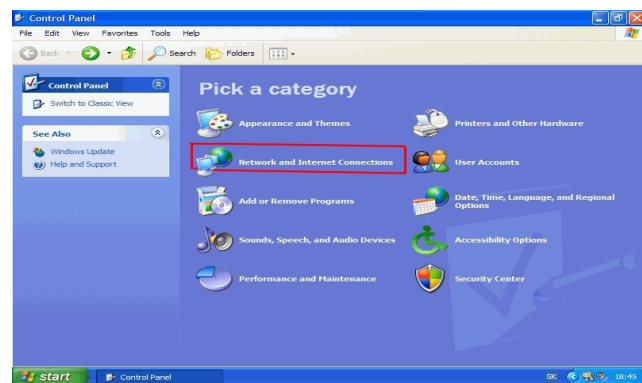 Control Panel
File Edit View Favorites Tools Help
Back Search Folders
Control Panel
Switch to Classic View
See Also
Windows Update
Help and Support
Pick a category
Appearance and Themes
Printers and Other Hardware
Network and Internet Connections
User Accounts
Add or Remove Programs
Date, Time, Language, and Regional
Options
Sounds, Speech, and Audio Devices
Accessibility Options
Performance and Maintenance
Security Center
start Control Panel SK 18:45